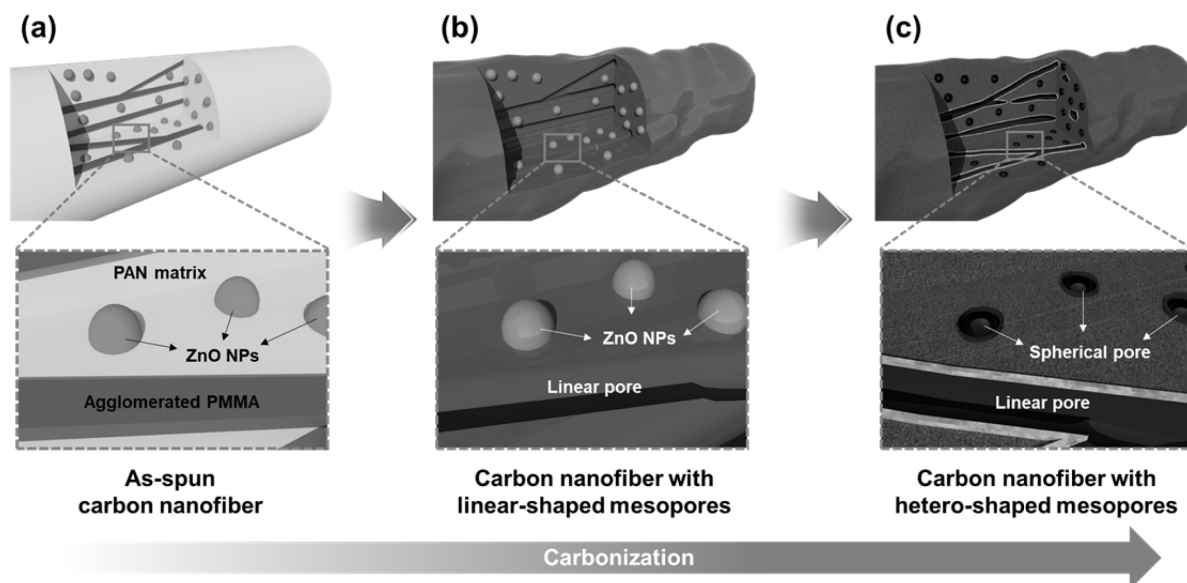 (a)
(b)
(c)
PAN matrix
ZnO NPs
Agglomerated PMMA
ZnO NPs
Linear pore
Spherical pore
Linear pore
As-spun
carbon nanofiber
Carbon nanofiber with
linear-shaped mesopores
Carbon nanofiber with
hetero-shaped mesopores
Carbonization